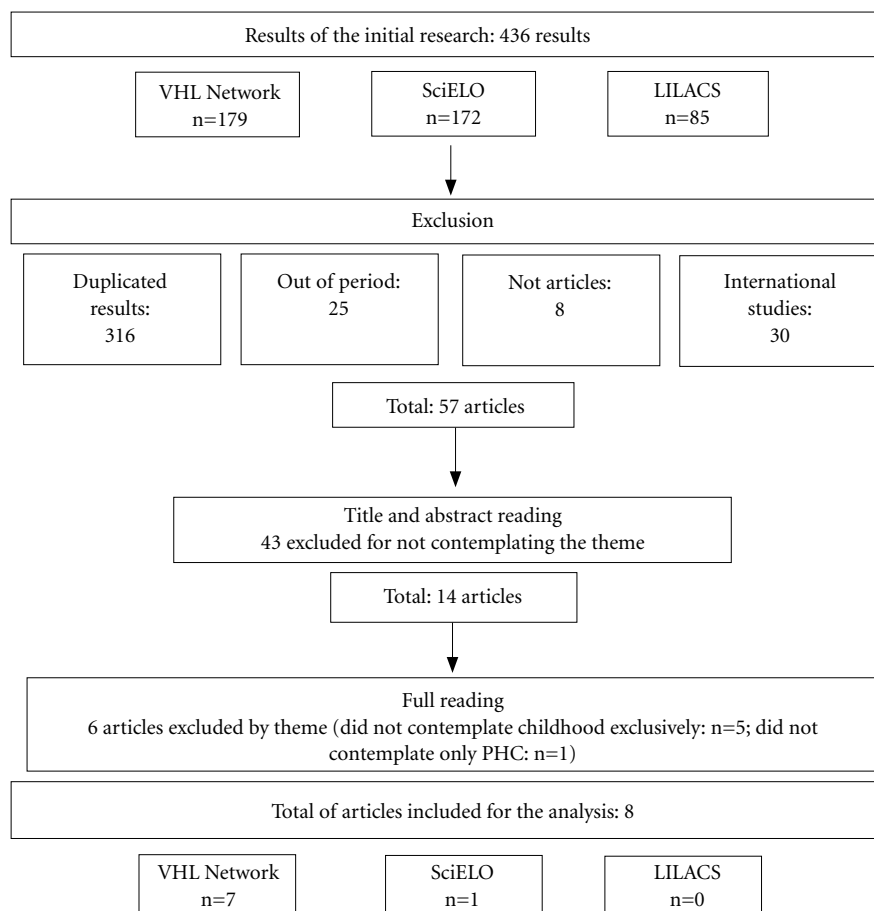 Results of the initial research: 436 results
VHL Network
n=179
SciELO
n=172
LILACS
n=85
Exclusion
Duplicated
results:
316
Out of period:
25
Not articles:
8
International
studies:
30
Total: 57 articles
Title and abstract reading
43 excluded for not contemplating the theme
Total: 14 articles
Full reading
6 articles excluded by theme (did not contemplate childhood exclusively: n=5; did not
contemplate only PHC: n=1)
Total of articles included for the analysis: 8
VHL Network
n=7
SciELO
n=1
LILACS
n=0